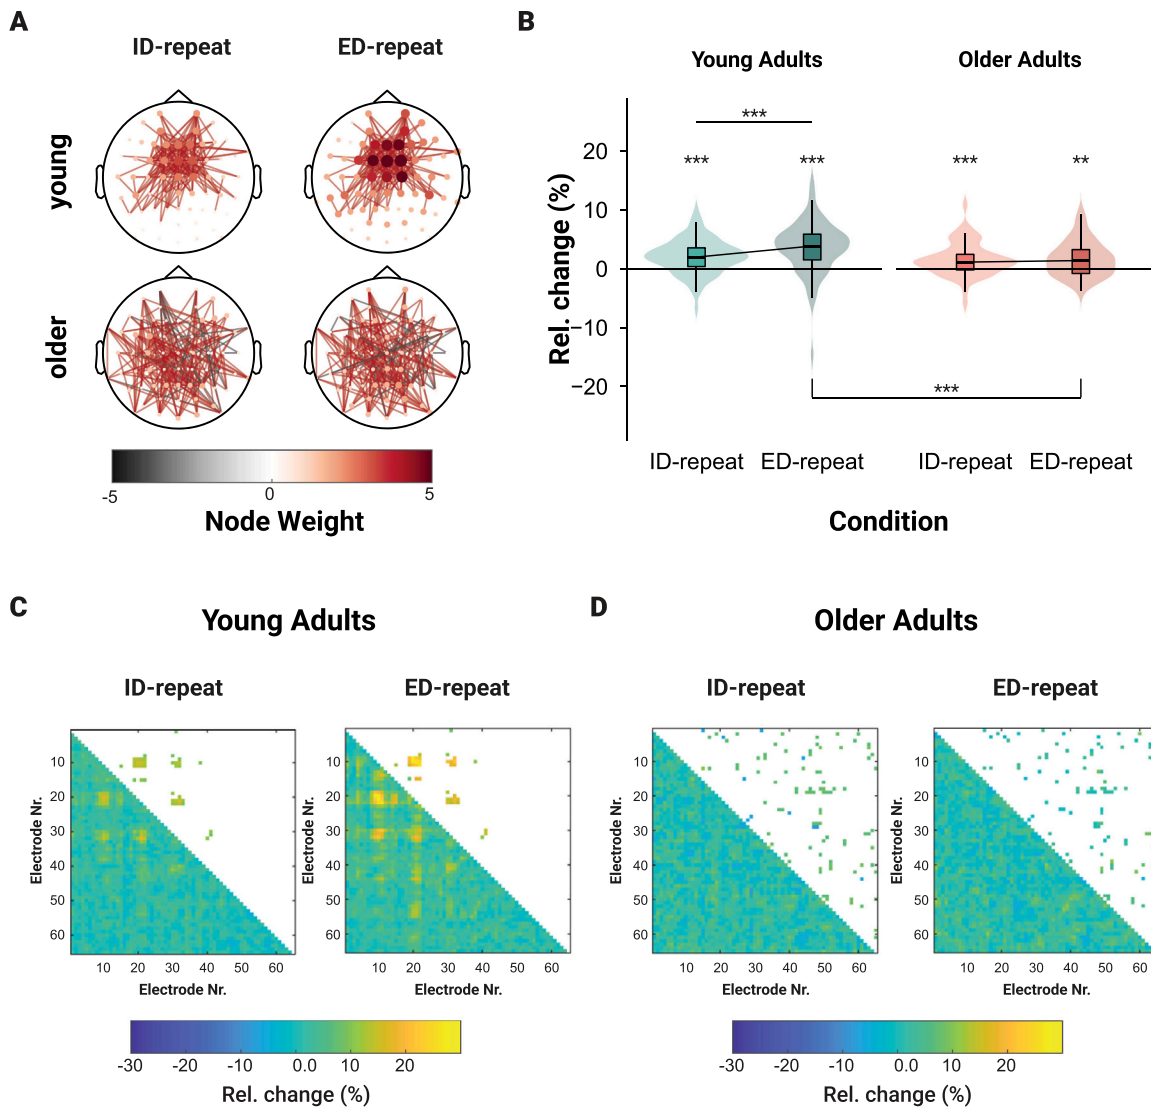 A
ID-repeat
ED-repeat
young
older
-5
0
5
Node Weight
B
Young Adults
Older Adults
***
***
***
***
**
20
10
0
−10
−20
Rel. change (%)
***
ID-repeat
ED-repeat
ID-repeat
ED-repeat
Condition
C
Young Adults
ID-repeat
ED-repeat
10
20
30
40
50
60
Electrode Nr.
10
20
30
40
50
60
Electrode Nr.
10
20
30
40
50
60
Electrode Nr.
10
20
30
40
50
60
Electrode Nr.
-30
-20
-10
0.0
10
20
Rel. change (%)
D
Older Adults
ID-repeat
ED-repeat
10
20
30
40
50
60
Electrode Nr.
10
20
30
40
50
60
Electrode Nr.
10
20
30
40
50
60
Electrode Nr.
10
20
30
40
50
60
Electrode Nr.
-30
-20
-10
0.0
10
20
Rel. change (%)